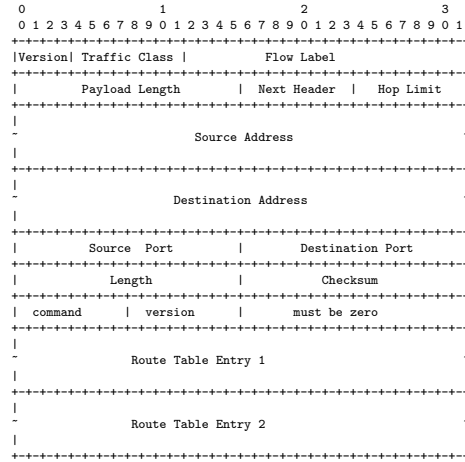 0                   1                   2                   3
0 1 2 3 4 5 6 7 8 9 0 1 2 3 4 5 6 7 8 9 0 1 2 3 4 5 6 7 8 9 0 1
+-+-+-+-+-+-+-+-+-+-+-+-+-+-+-+-+-+-+-+-+-+-+-+-+-+-+-+-+-+-+-+-
|Version| Traffic Class |           Flow Label
+-+-+-+-+-+-+-+-+-+-+-+-+-+-+-+-+-+-+-+-+-+-+-+-+-+-+-+-+-+-+-+-
|         Payload Length        |  Next Header  |   Hop Limit
+-+-+-+-+-+-+-+-+-+-+-+-+-+-+-+-+-+-+-+-+-+-+-+-+-+-+-+-+-+-+-+-
|
~                         Source Address                        ~
|
+-+-+-+-+-+-+-+-+-+-+-+-+-+-+-+-+-+-+-+-+-+-+-+-+-+-+-+-+-+-+-+-
|
~                      Destination Address                      ~
|
+-+-+-+-+-+-+-+-+-+-+-+-+-+-+-+-+-+-+-+-+-+-+-+-+-+-+-+-+-+-+-+-
|          Source  Port         |        Destination Port
+-+-+-+-+-+-+-+-+-+-+-+-+-+-+-+-+-+-+-+-+-+-+-+-+-+-+-+-+-+-+-+-
|             Length            |           Checksum
+-+-+-+-+-+-+-+-+-+-+-+-+-+-+-+-+-+-+-+-+-+-+-+-+-+-+-+-+-+-+-+-
|  command      |  version      |       must be zero
+-+-+-+-+-+-+-+-+-+-+-+-+-+-+-+-+-+-+-+-+-+-+-+-+-+-+-+-+-+-+-+-
|
~                Route Table Entry 1                            ~
|
+-+-+-+-+-+-+-+-+-+-+-+-+-+-+-+-+-+-+-+-+-+-+-+-+-+-+-+-+-+-+-+-
|
~                Route Table Entry 2                            ~
|
+-+-+-+-+-+-+-+-+-+-+-+-+-+-+-+-+-+-+-+-+-+-+-+-+-+-+-+-+-+-+-+-